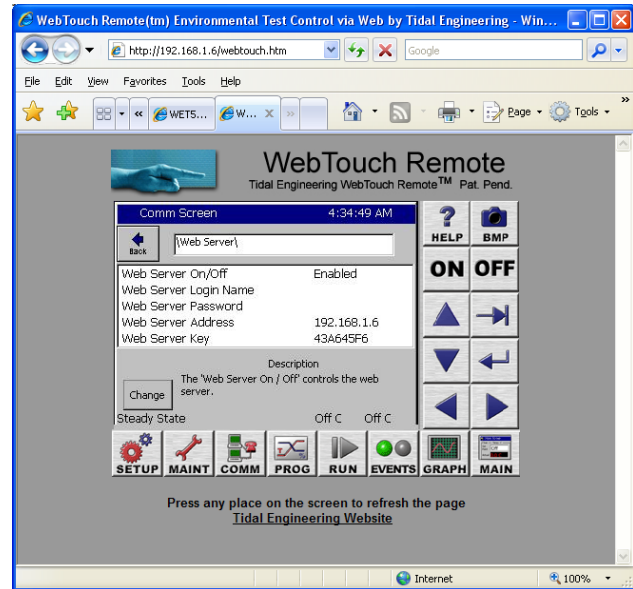 WebTouch Remote(tm) Environmental Test Control via Web by Tidal Engineering - Win...
http://192.168.1.6/webtouch.htm
Google
File Edit View Favorites Tools Help
WET5... W... Page Tools
WebTouch Remote
Tidal Engineering WebTouch Remote™ Pat. Pend.
Comm Screen 4:34:49 AM
Back \Web Server\
HELP BMP
Web Server On/Off Enabled
Web Server Login Name
Web Server Password
Web Server Address 192.168.1.6
Web Server Key 43A645F6
ON OFF
Description
The 'Web Server On / Off' controls the web
server.
Change
Steady State Off C Off C
SETUP MAINT COMM PROG RUN EVENTS GRAPH MAIN
Press any place on the screen to refresh the page
Tidal Engineering Website
Internet 100%